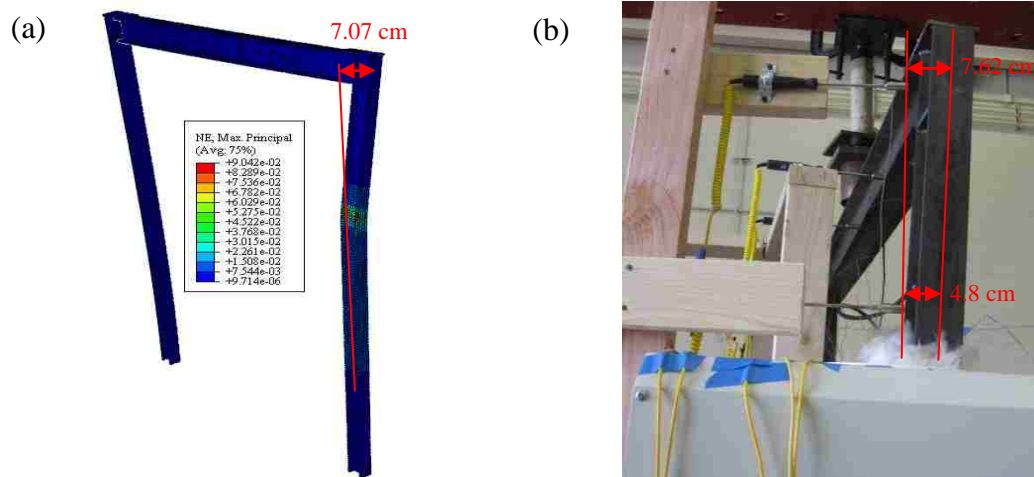 (a)
7.07 cm
NE, Max. Principal
(Avg: 75%)
+9.042e-02
+8.289e-02
+7.536e-02
+6.782e-02
+6.029e-02
+5.275e-02
+4.522e-02
+3.768e-02
+3.015e-02
+2.261e-02
+1.508e-02
+7.544e-03
+9.714e-06
(b)
7.62 cm
4.8 cm